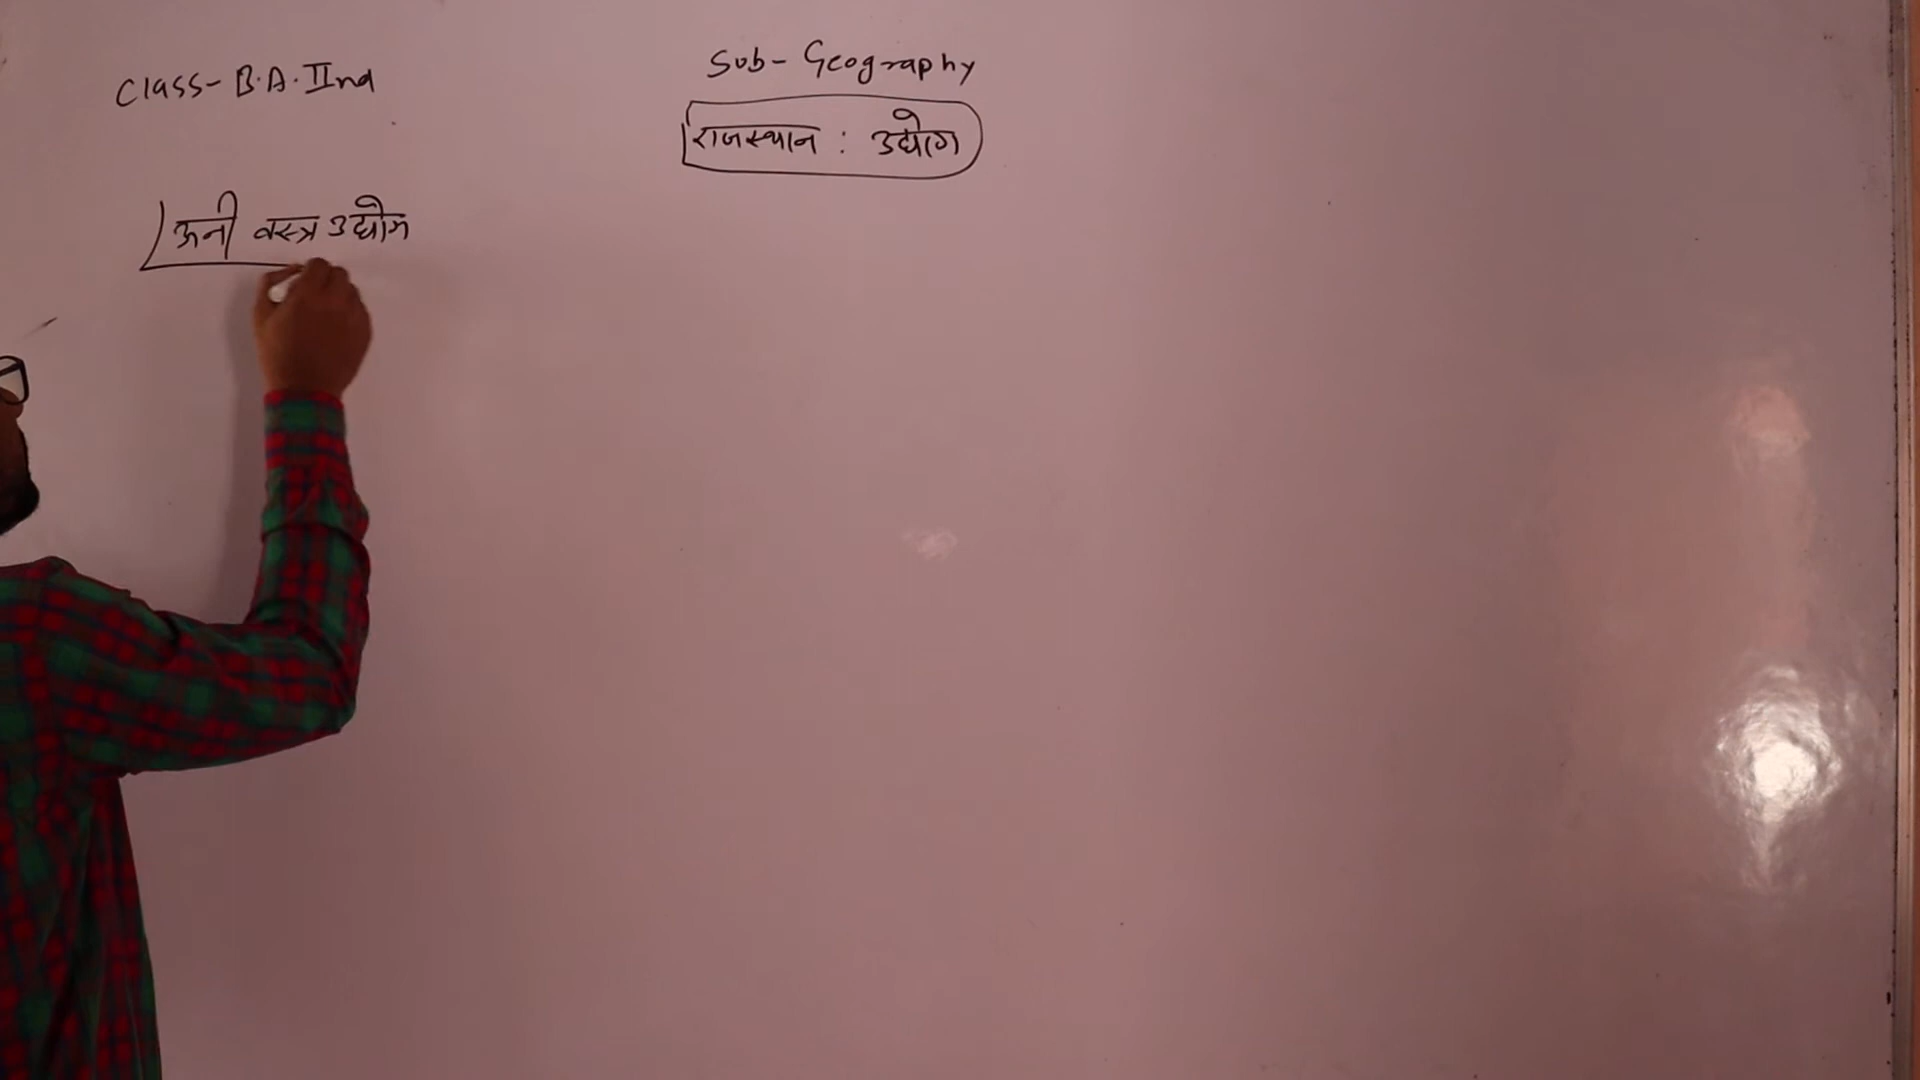 Class- B.A. IInd
Sub- Geography
राजस्थान : उद्योग
ऊनी वस्त्र उद्योग